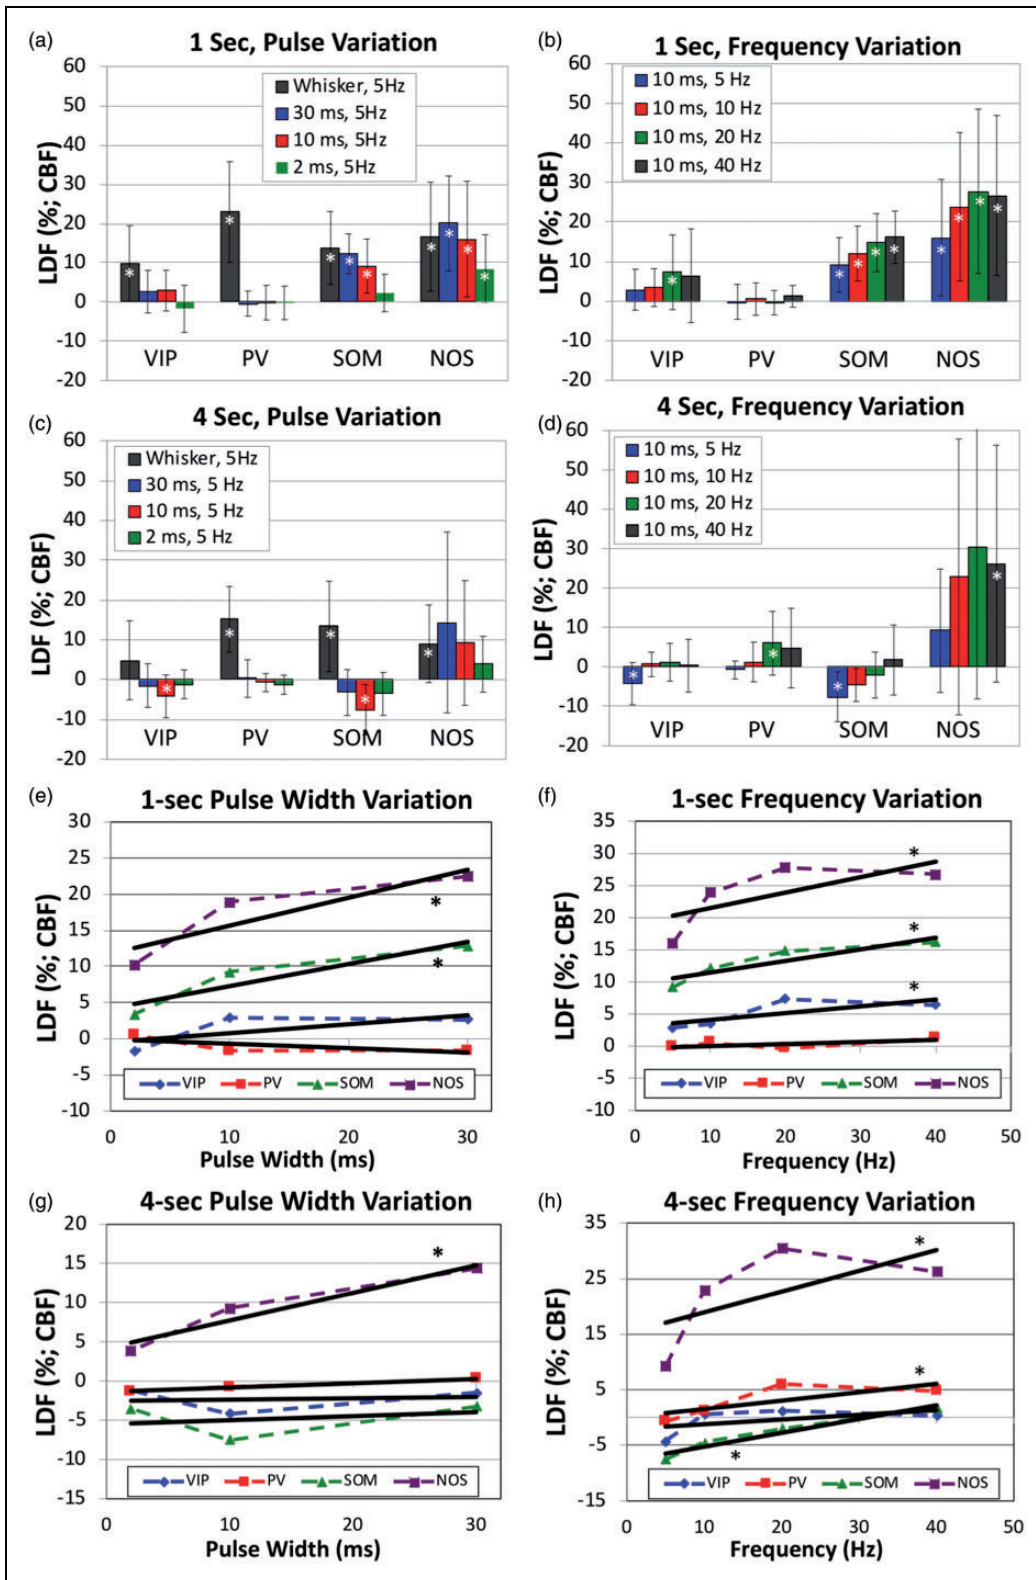 (a) 1 Sec, Pulse Variation
LDF (%; CBF)
60
50
40
30
20
10
0
-10
-20
Whisker, 5Hz
30 ms, 5Hz
10 ms, 5Hz
2 ms, 5Hz
* * * * * * * *
VIP PV SOM NOS
(b) 1 Sec, Frequency Variation
LDF (%; CBF)
60
50
40
30
20
10
0
-10
-20
10 ms, 5 Hz
10 ms, 10 Hz
10 ms, 20 Hz
10 ms, 40 Hz
* * * * * * * * *
VIP PV SOM NOS
(c) 4 Sec, Pulse Variation
LDF (%; CBF)
60
50
40
30
20
10
0
-10
-20
Whisker, 5Hz
30 ms, 5 Hz
10 ms, 5 Hz
2 ms, 5 Hz
* * * * *
VIP PV SOM NOS
(d) 4 Sec, Frequency Variation
LDF (%; CBF)
60
50
40
30
20
10
0
-10
-20
10 ms, 5 Hz
10 ms, 10 Hz
10 ms, 20 Hz
10 ms, 40 Hz
* * * *
VIP PV SOM NOS
(e) 1-sec Pulse Width Variation
LDF (%; CBF)
30
25
20
15
10
5
0
-5
-10
*
*
VIP PV SOM NOS
0 10 20 30
Pulse Width (ms)
(f) 1-sec Frequency Variation
LDF (%; CBF)
35
30
25
20
15
10
5
0
-5
-10
*
*
*
VIP PV SOM NOS
0 10 20 30 40 50
Frequency (Hz)
(g) 4-sec Pulse Width Variation
LDF (%; CBF)
20
15
10
5
0
-5
-10
-15
*
VIP PV SOM NOS
0 10 20 30
Pulse Width (ms)
(h) 4-sec Frequency Variation
LDF (%; CBF)
35
25
15
5
-5
-15
*
*
*
VIP PV SOM NOS
0 10 20 30 40 50
Frequency (Hz)